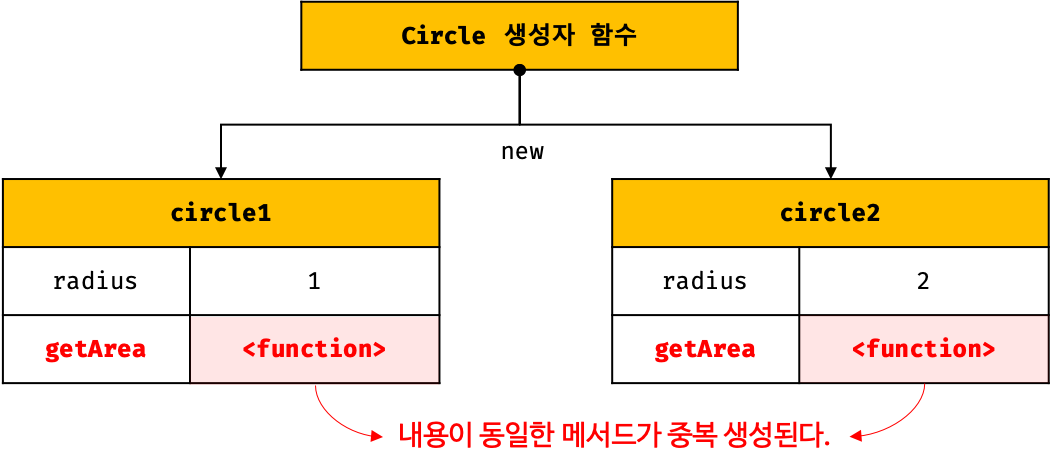 Circle 생성자 함수
new
circle1
radius 1
getArea <function>
circle2
radius 2
getArea <function>
내용이 동일한 메서드가 중복 생성된다.